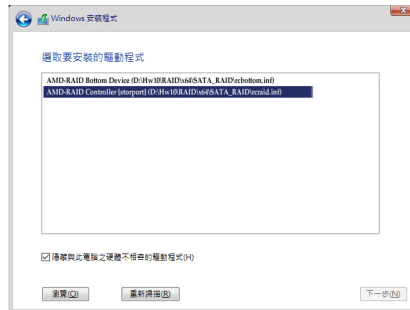 Windows 安裝程式
選取要安裝的驅動程式
AMD-RAID Bottom Device (D:\Hw10\RAID\x64\SATA_RAID\rcbottom.inf)
AMD-RAID Controller [storport] (D:\Hw10\RAID\x64\SATA_RAID\rcraid.inf)
隱藏與此電腦之硬體不相容的驅動程式(H)
瀏覽(O)
重新掃描(R)
下一步(N)